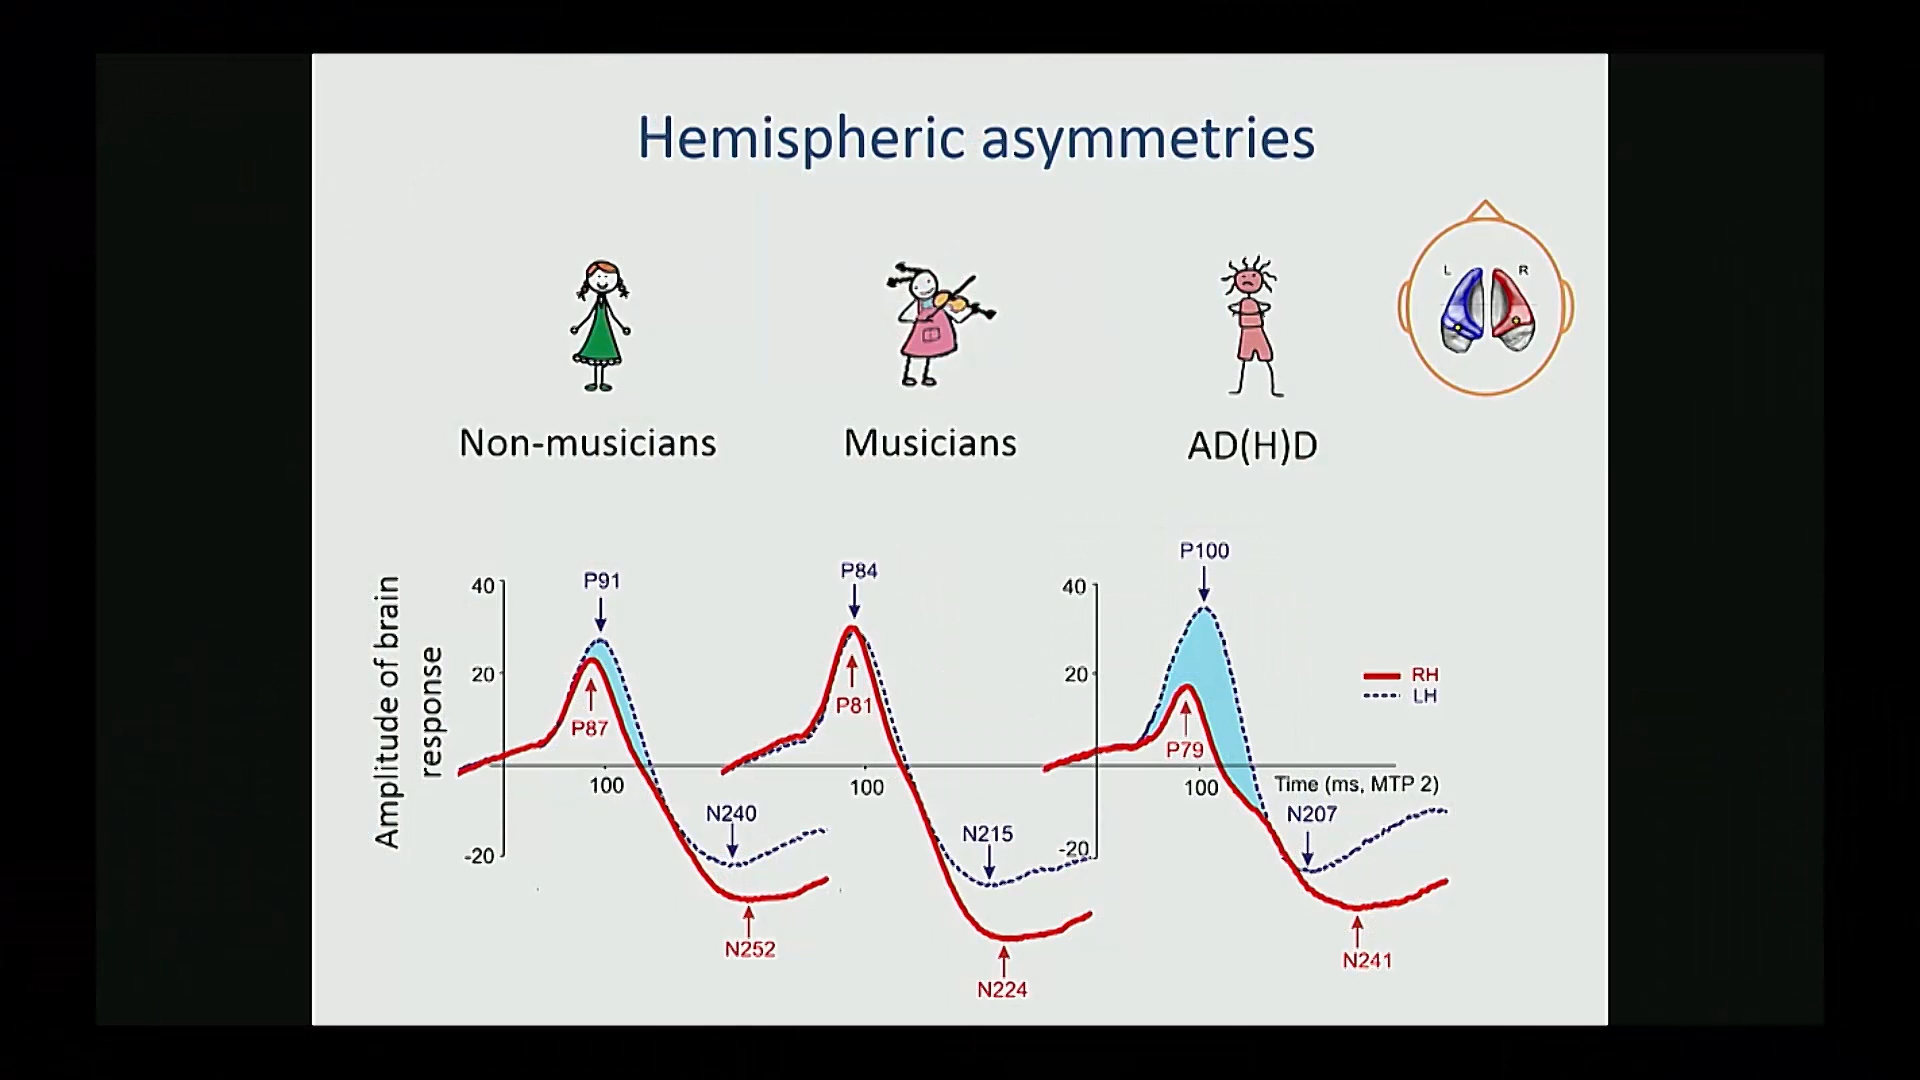 Hemispheric asymmetries
L
R
Non-musicians
Musicians
AD(H)D
Amplitude of brain
response
40
20
-20
P91
P87
100
N240
N252
P84
P81
100
N215
N224
40
20
-20
P100
P79
100
Time (ms, MTP 2)
N207
N241
RH
LH